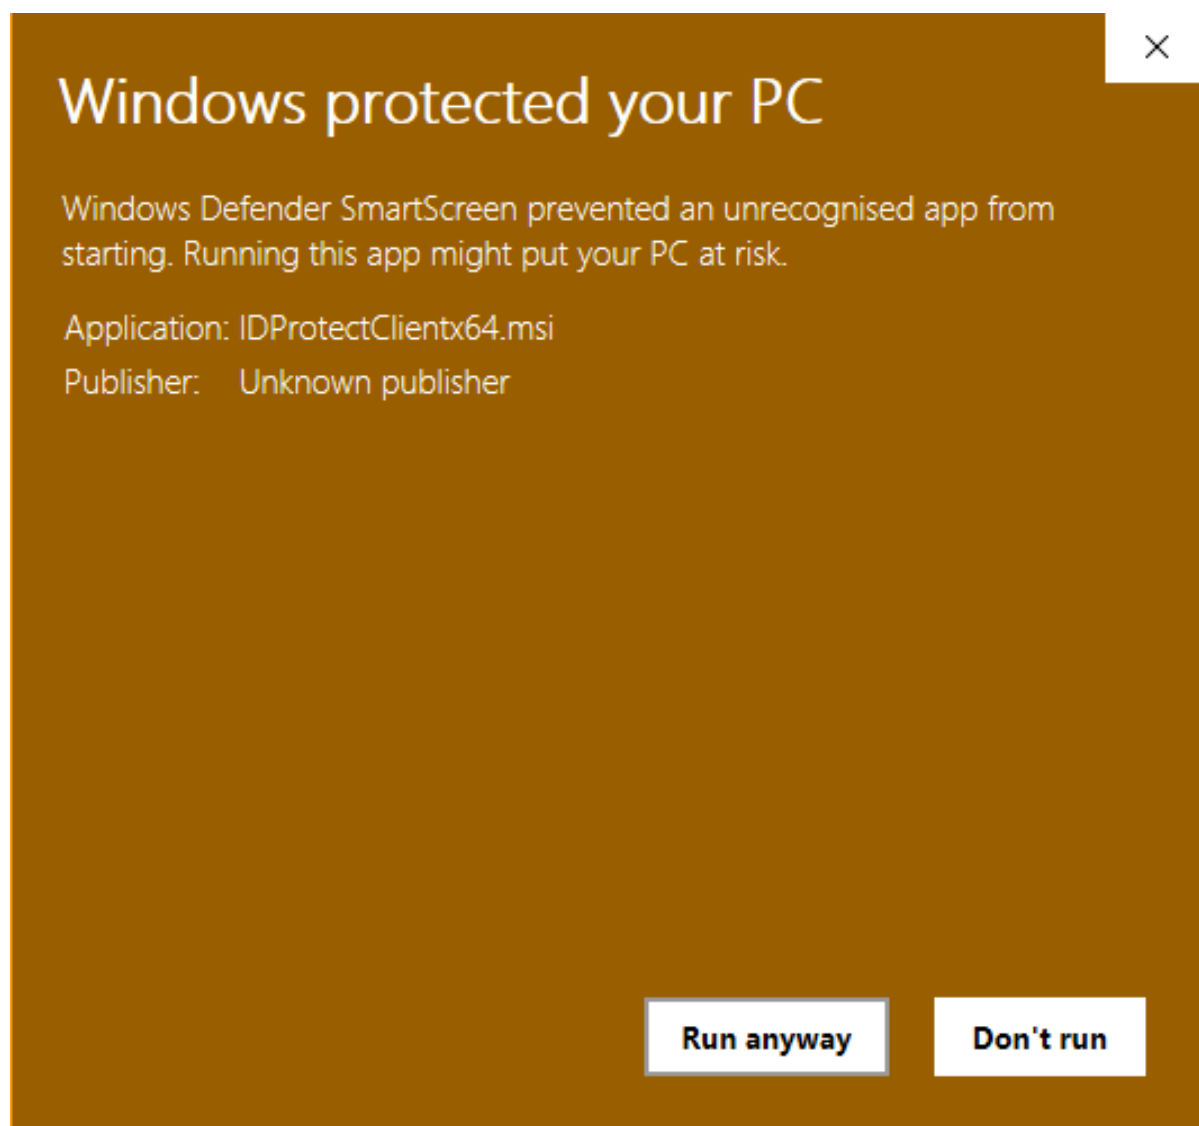 Windows protected your PC
Windows Defender SmartScreen prevented an unrecognised app from
starting. Running this app might put your PC at risk.
Application: IDProtectClientx64.msi
Publisher: Unknown publisher
Run anyway Don't run